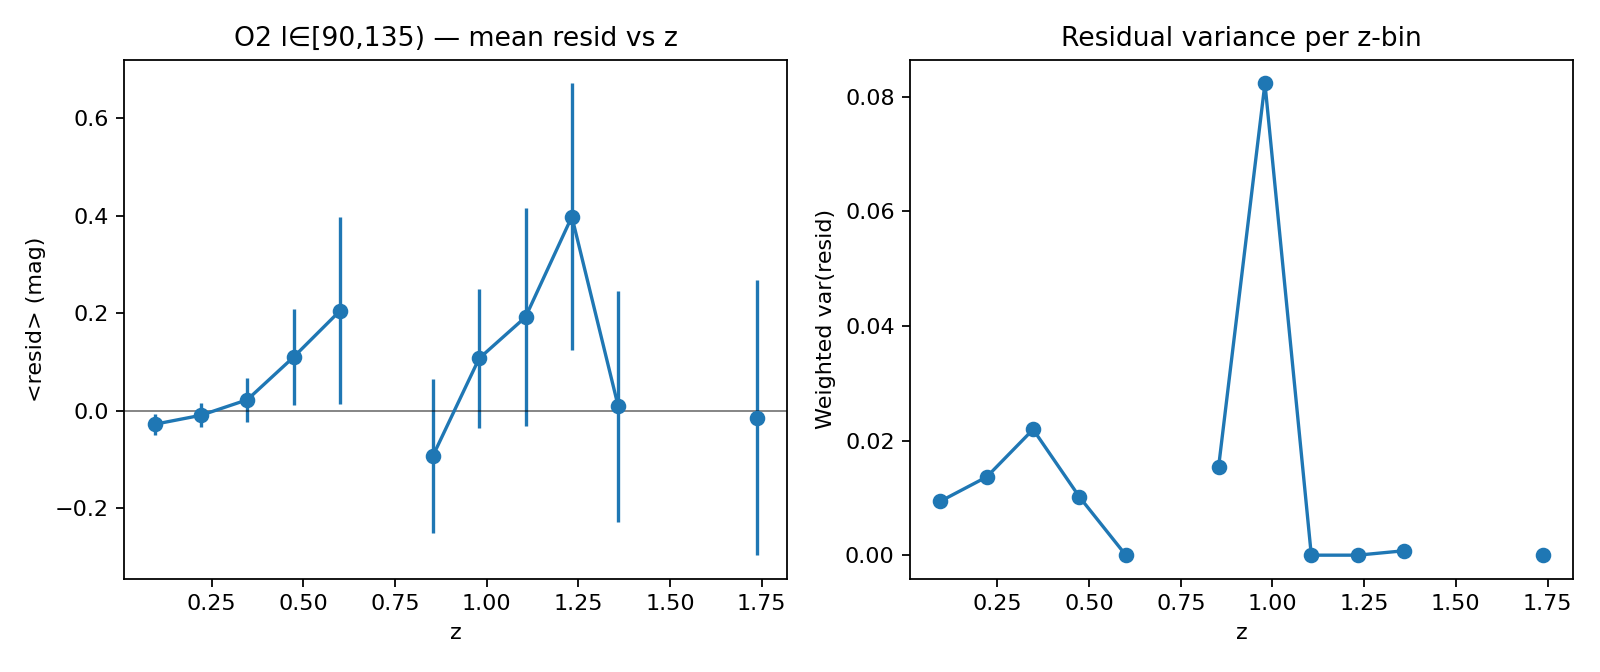 O2 l∈[90,135) — mean resid vs z
<resid> (mag)
0.6
0.4
0.2
0.0
−0.2
0.25 0.50 0.75 1.00 1.25 1.50 1.75
z
Residual variance per z-bin
Weighted var(resid)
0.08
0.06
0.04
0.02
0.00
0.25 0.50 0.75 1.00 1.25 1.50 1.75
z